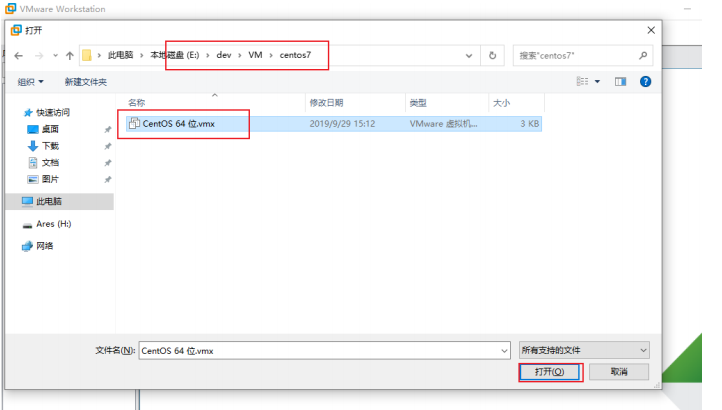 VMware Workstation
打开
此电脑 > 本地磁盘 (E:) > dev > VM > centos7
搜索"centos7"
组织 新建文件夹
名称 修改日期 类型 大小
CentOS 64 位.vmx 2019/9/29 15:12 VMware 虚拟机... 3 KB
快速访问
桌面
下载
文档
图片
此电脑
Ares (H:)
网络
文件名(N): CentOS 64 位.vmx 所有支持的文件
打开(O) 取消